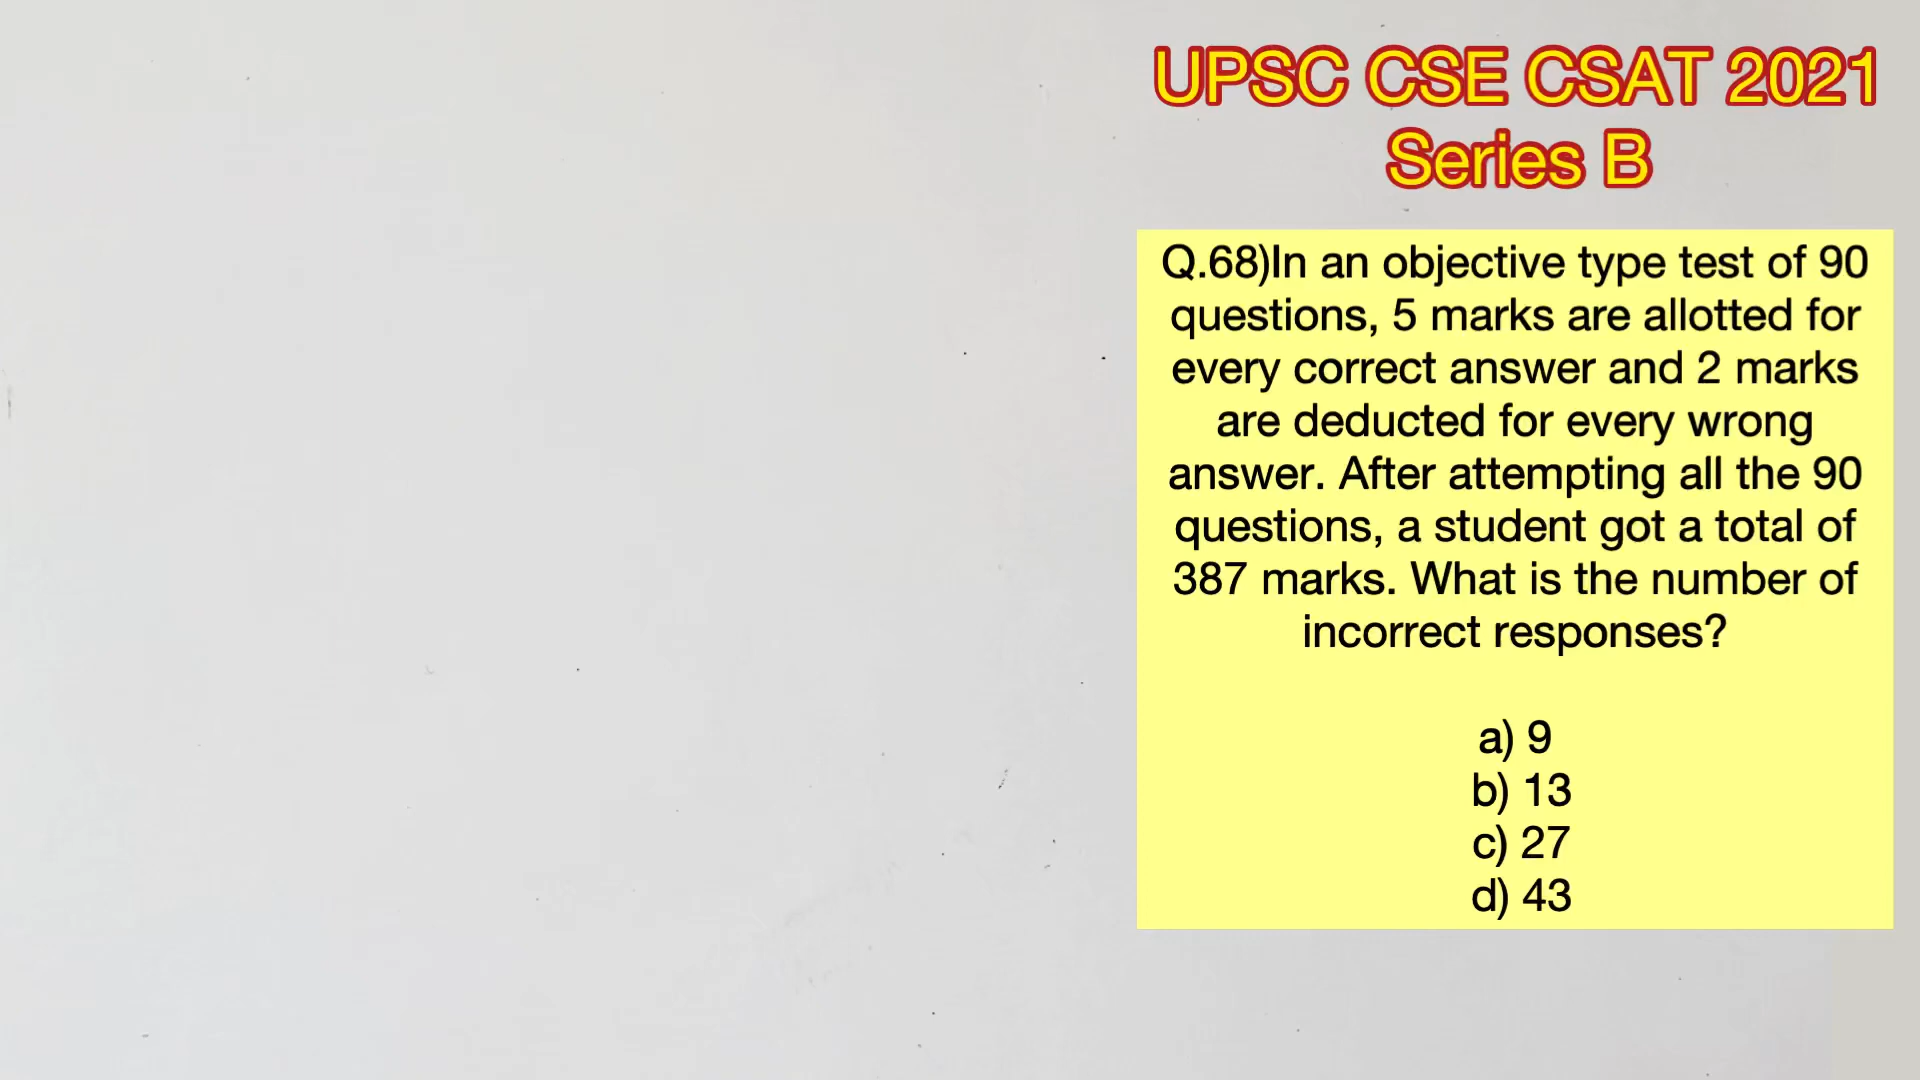 UPSC CSE CSAT 2021
Series B
Q.68)In an objective type test of 90
questions, 5 marks are allotted for
every correct answer and 2 marks
are deducted for every wrong
answer. After attempting all the 90
questions, a student got a total of
387 marks. What is the number of
incorrect responses?
a) 9
b) 13
c) 27
d) 43